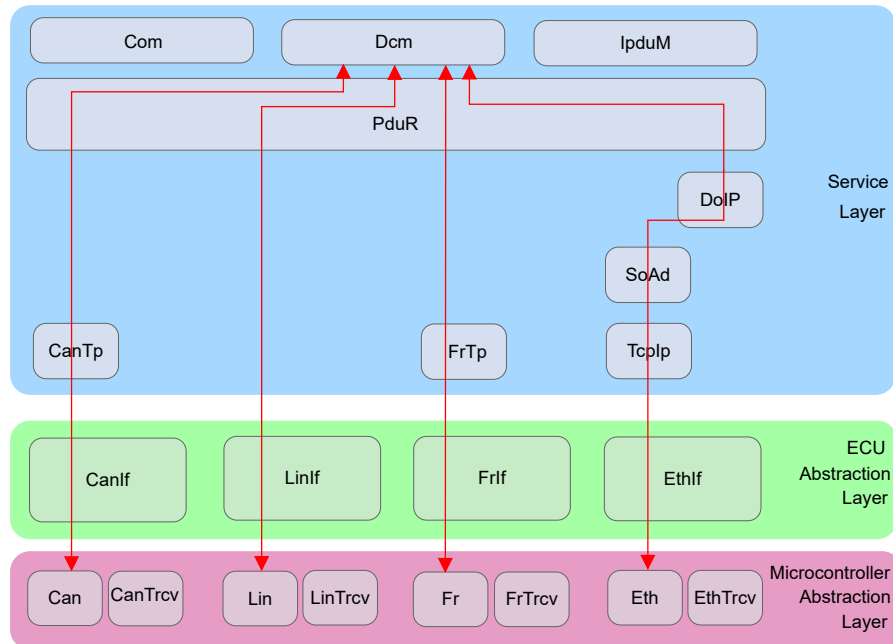 Com
Dcm
IpduM
PduR
DoIP
Service
Layer
SoAd
CanTp
FrTp
TcpIp
CanIf
LinIf
FrIf
EthIf
ECU
Abstraction
Layer
Can
CanTrcv
Lin
LinTrcv
Fr
FrTrcv
Eth
EthTrcv
Microcontroller
Abstraction
Layer